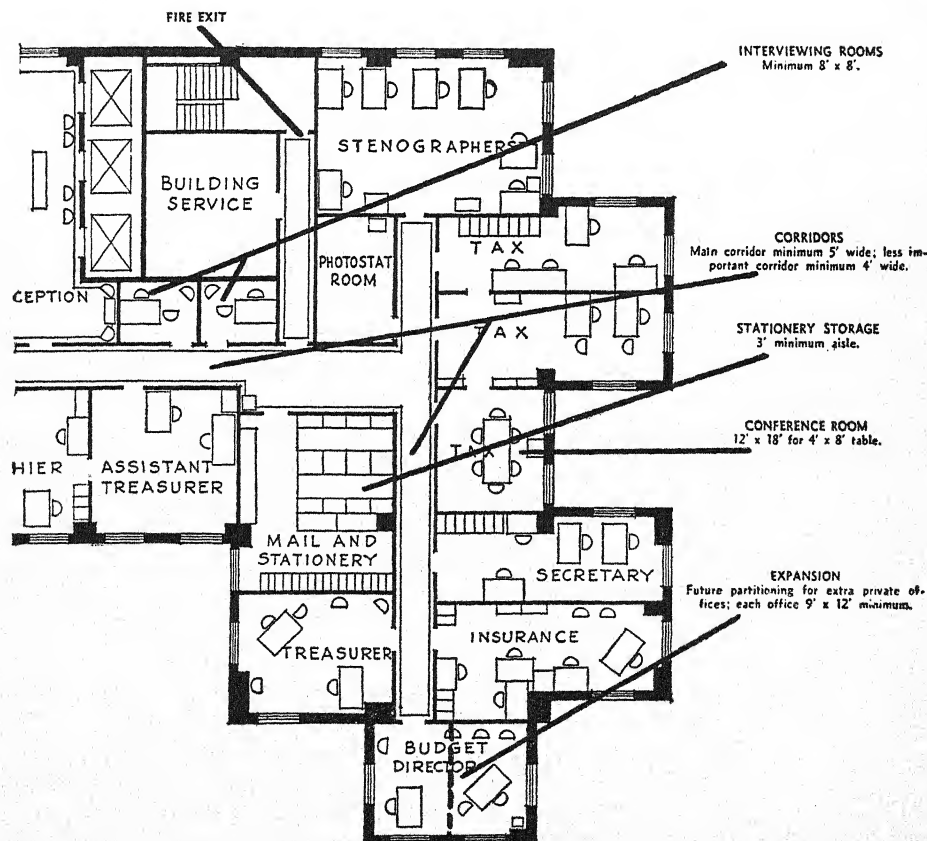 FIRE EXIT
INTERVIEWING ROOMS
Minimum 8' x 8'.
STENOGRAPHERS
BUILDING
SERVICE
TAX
PHOTOSTAT
ROOM
CORRIDORS
Main corridor minimum 5' wide; less im-
portant corridor minimum 4' wide.
CEPTION
TAX
STATIONERY STORAGE
3' minimum aisle.
CONFERENCE ROOM
12' x 18' for 4' x 8' table.
TAX
HIER
ASSISTANT
TREASURER
MAIL AND
STATIONERY
SECRETARY
EXPANSION
Future partitioning for extra private of-
fices; each office 9' x 12' minimum.
INSURANCE
TREASURER
BUDGET
DIRECTOR